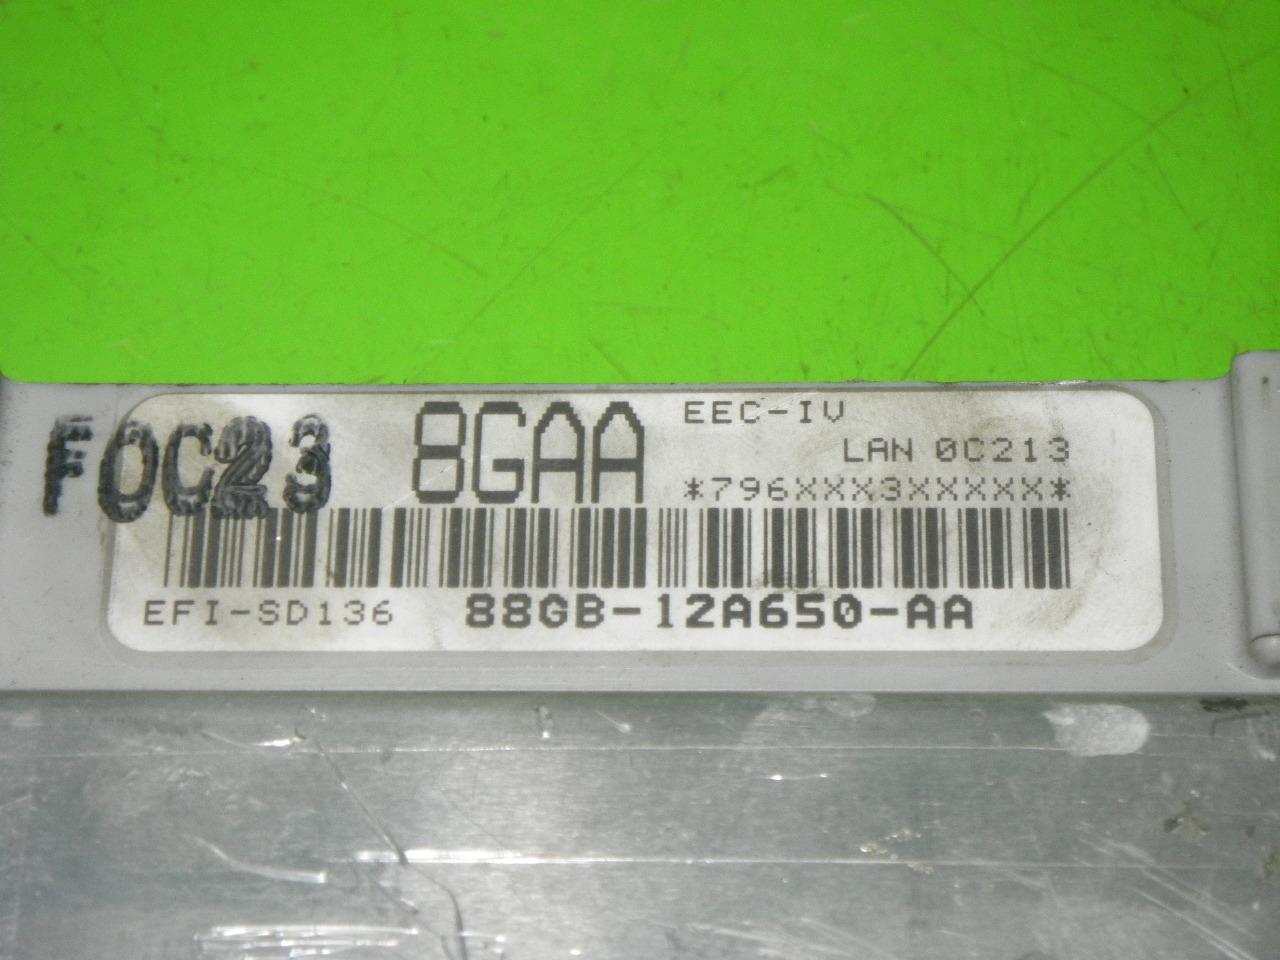 F0C23
8GAA
EEC-IV
LAN 0C213
*796XXX3XXXXX*
EFI-SD136 88GB-12A650-AA